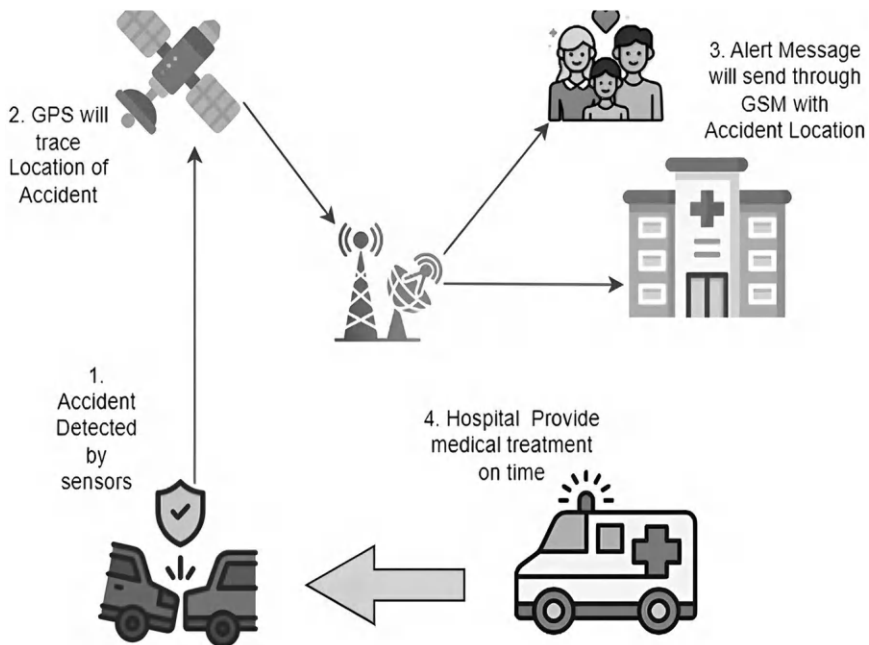 1.
Accident
Detected
by
sensors
2. GPS will
trace
Location of
Accident
3. Alert Message
will send through
GSM with
Accident Location
4. Hospital Provide
medical treatment
on time